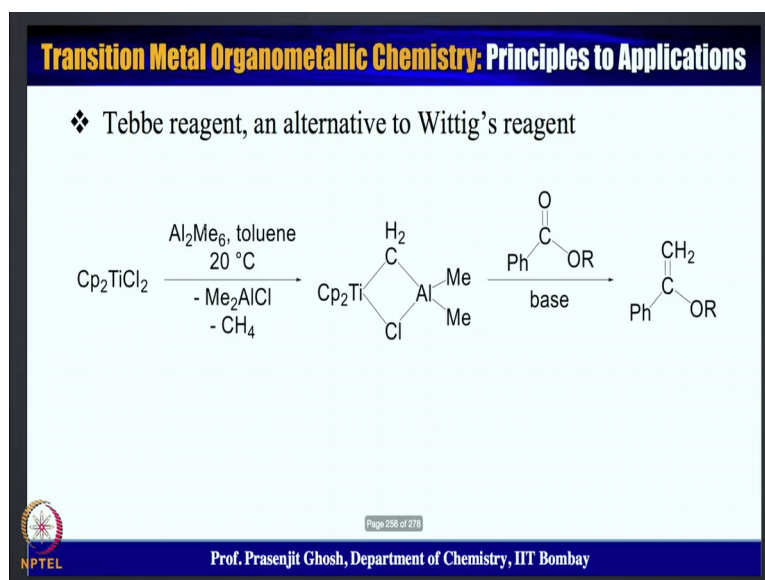 Transition Metal Organometallic Chemistry: Principles to Applications
❖ Tebbe reagent, an alternative to Wittig's reagent
Cp₂TiCl₂
Al₂Me₆, toluene
20 °C
- Me₂AlCl
- CH₄
H₂
C
Cp₂Ti
Al
Me
Me
Cl
O
C
Ph
OR
base
CH₂
C
Ph
OR
Page 256 of 278
NPTEL
Prof. Prasenjit Ghosh, Department of Chemistry, IIT Bombay